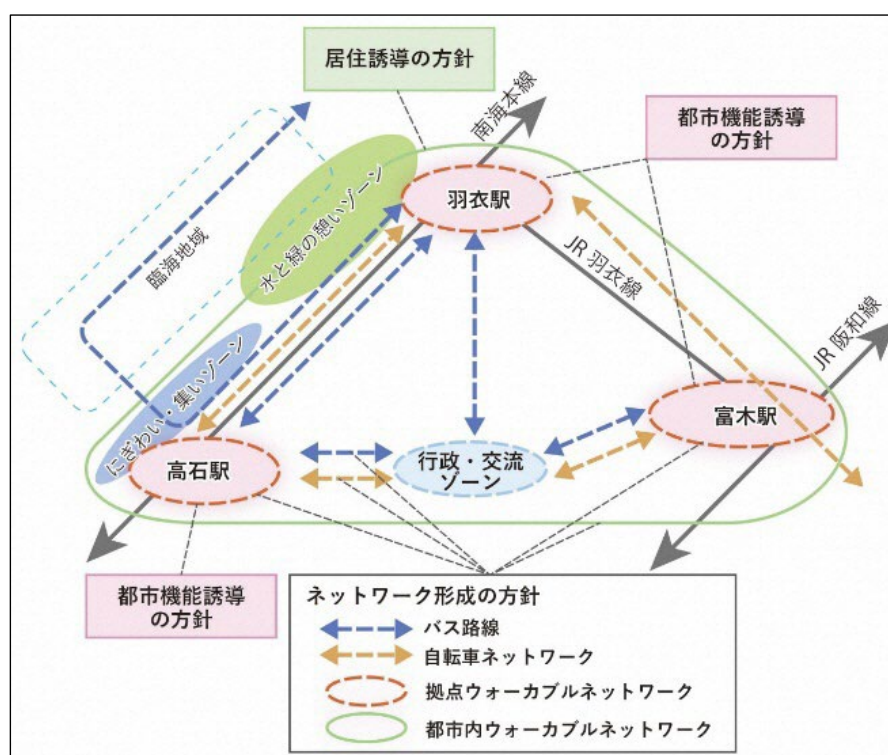 居住誘導の方針
南海本線
都市機能誘導
の方針
羽衣駅
水と緑の憩いゾーン
臨海地域
JR 羽衣線
JR 阪和線
にぎわい・集いゾーン
富木駅
高石駅
行政・交流
ゾーン
都市機能誘導
の方針
ネットワーク形成の方針
バス路線
自転車ネットワーク
拠点ウォーカブルネットワーク
都市内ウォーカブルネットワーク